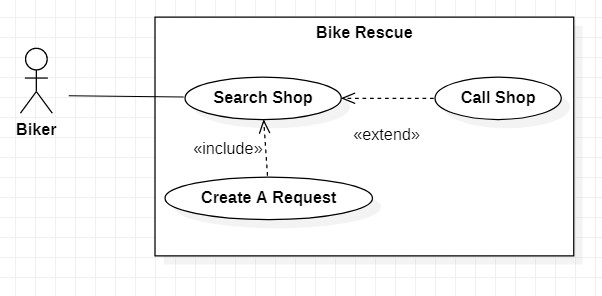 Bike Rescue
Search Shop
Call Shop
Biker
«include»
«extend»
Create A Request